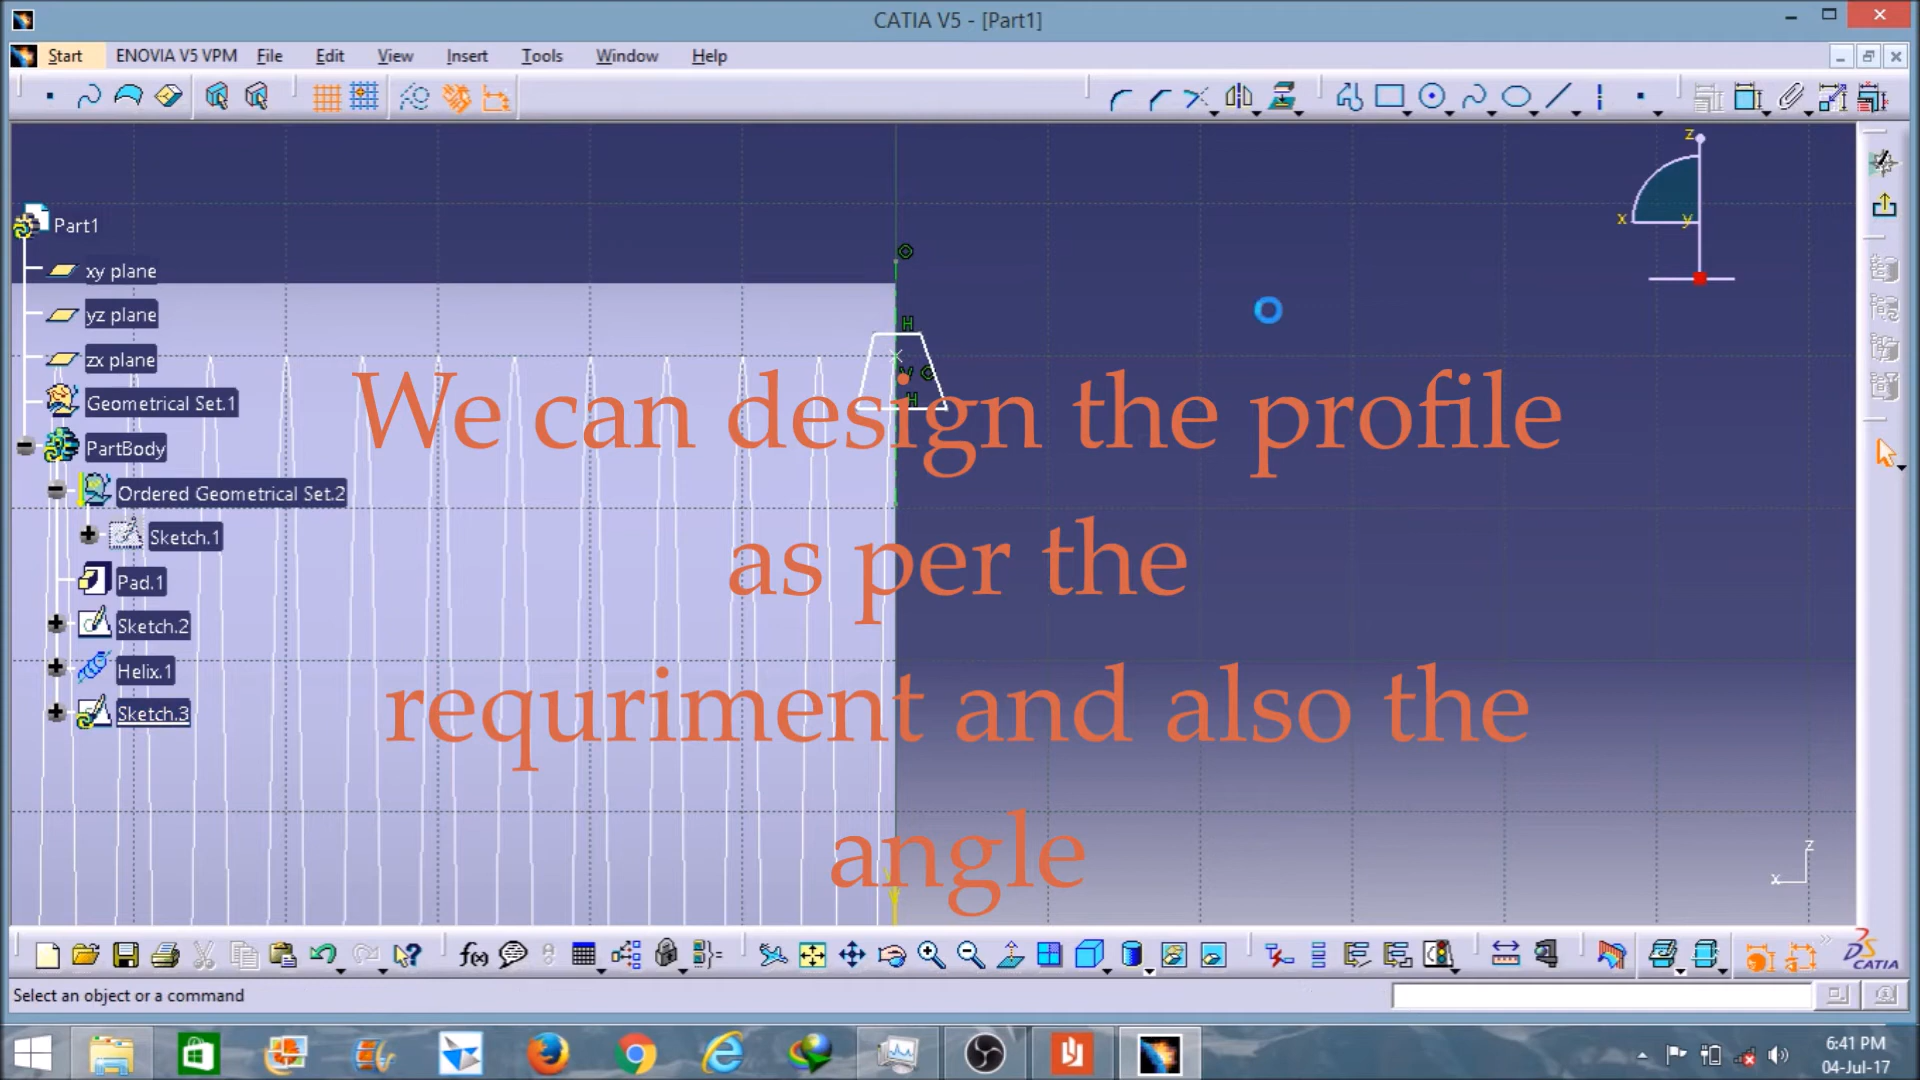 CATIA V5 - [Part1]
Start ENOVIA V5 VPM File Edit View Insert Tools Window Help
z
x y
Part1
xy plane
yz plane
zx plane
Geometrical Set.1
PartBody
Ordered Geometrical Set.2
Sketch.1
Pad.1
Sketch.2
Helix.1
Sketch.3
H
V
H
We can design the profile
as per the
requriment and also the
angle
z
x
f(x)
DS
CATIA
Select an object or a command
6:41 PM
04-Jul-17